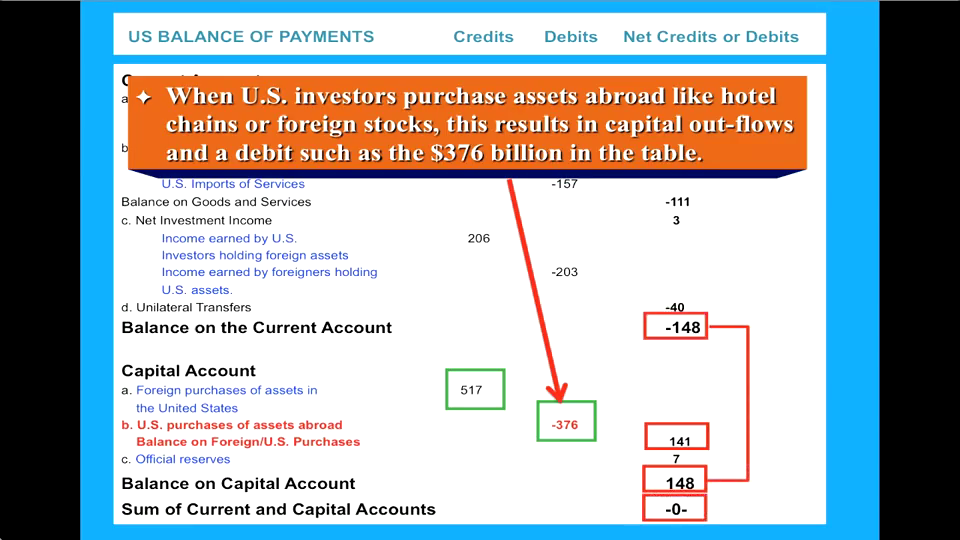 US BALANCE OF PAYMENTS Credits Debits Net Credits or Debits
✦ When U.S. investors purchase assets abroad like hotel
chains or foreign stocks, this results in capital out-flows
and a debit such as the $376 billion in the table.
U.S. Imports of Services -157
Balance on Goods and Services -111
c. Net Investment Income 3
Income earned by U.S. 206
Investors holding foreign assets
Income earned by foreigners holding -203
U.S. assets.
d. Unilateral Transfers -40
Balance on the Current Account -148
Capital Account
a. Foreign purchases of assets in 517
the United States
b. U.S. purchases of assets abroad -376
Balance on Foreign/U.S. Purchases 141
c. Official reserves 7
Balance on Capital Account 148
Sum of Current and Capital Accounts -0-